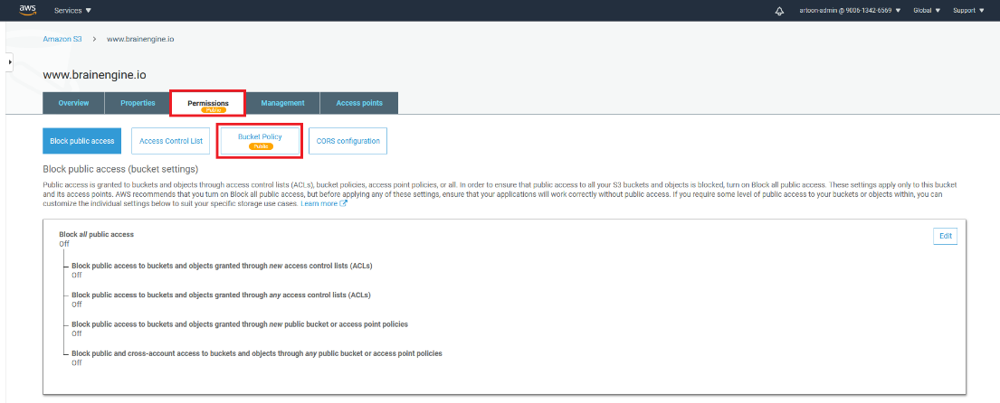 aws
Services
artoon-admin @ 9006-1342-6569
Global
Support
Amazon S3 > www.brainengine.io
www.brainengine.io
Overview
Properties
Permissions
Public
Management
Access points
Block public access
Access Control List
Bucket Policy
Public
CORS configuration
Block public access (bucket settings)
Public access is granted to buckets and objects through access control lists (ACLs), bucket policies, access point policies, or all. In order to ensure that public access to all your S3 buckets and objects is blocked, turn on Block all public access. These settings apply only to this bucket
and its access points. AWS recommends that you turn on Block all public access, but before applying any of these settings, ensure that your applications will work correctly without public access. If you require some level of public access to your buckets or objects within, you can
customize the individual settings below to suit your specific storage use cases. Learn more
Block all public access
Off
Edit
Block public access to buckets and objects granted through new access control lists (ACLs)
Off
Block public access to buckets and objects granted through any access control lists (ACLs)
Off
Block public access to buckets and objects granted through new public bucket or access point policies
Off
Block public and cross-account access to buckets and objects through any public bucket or access point policies
Off